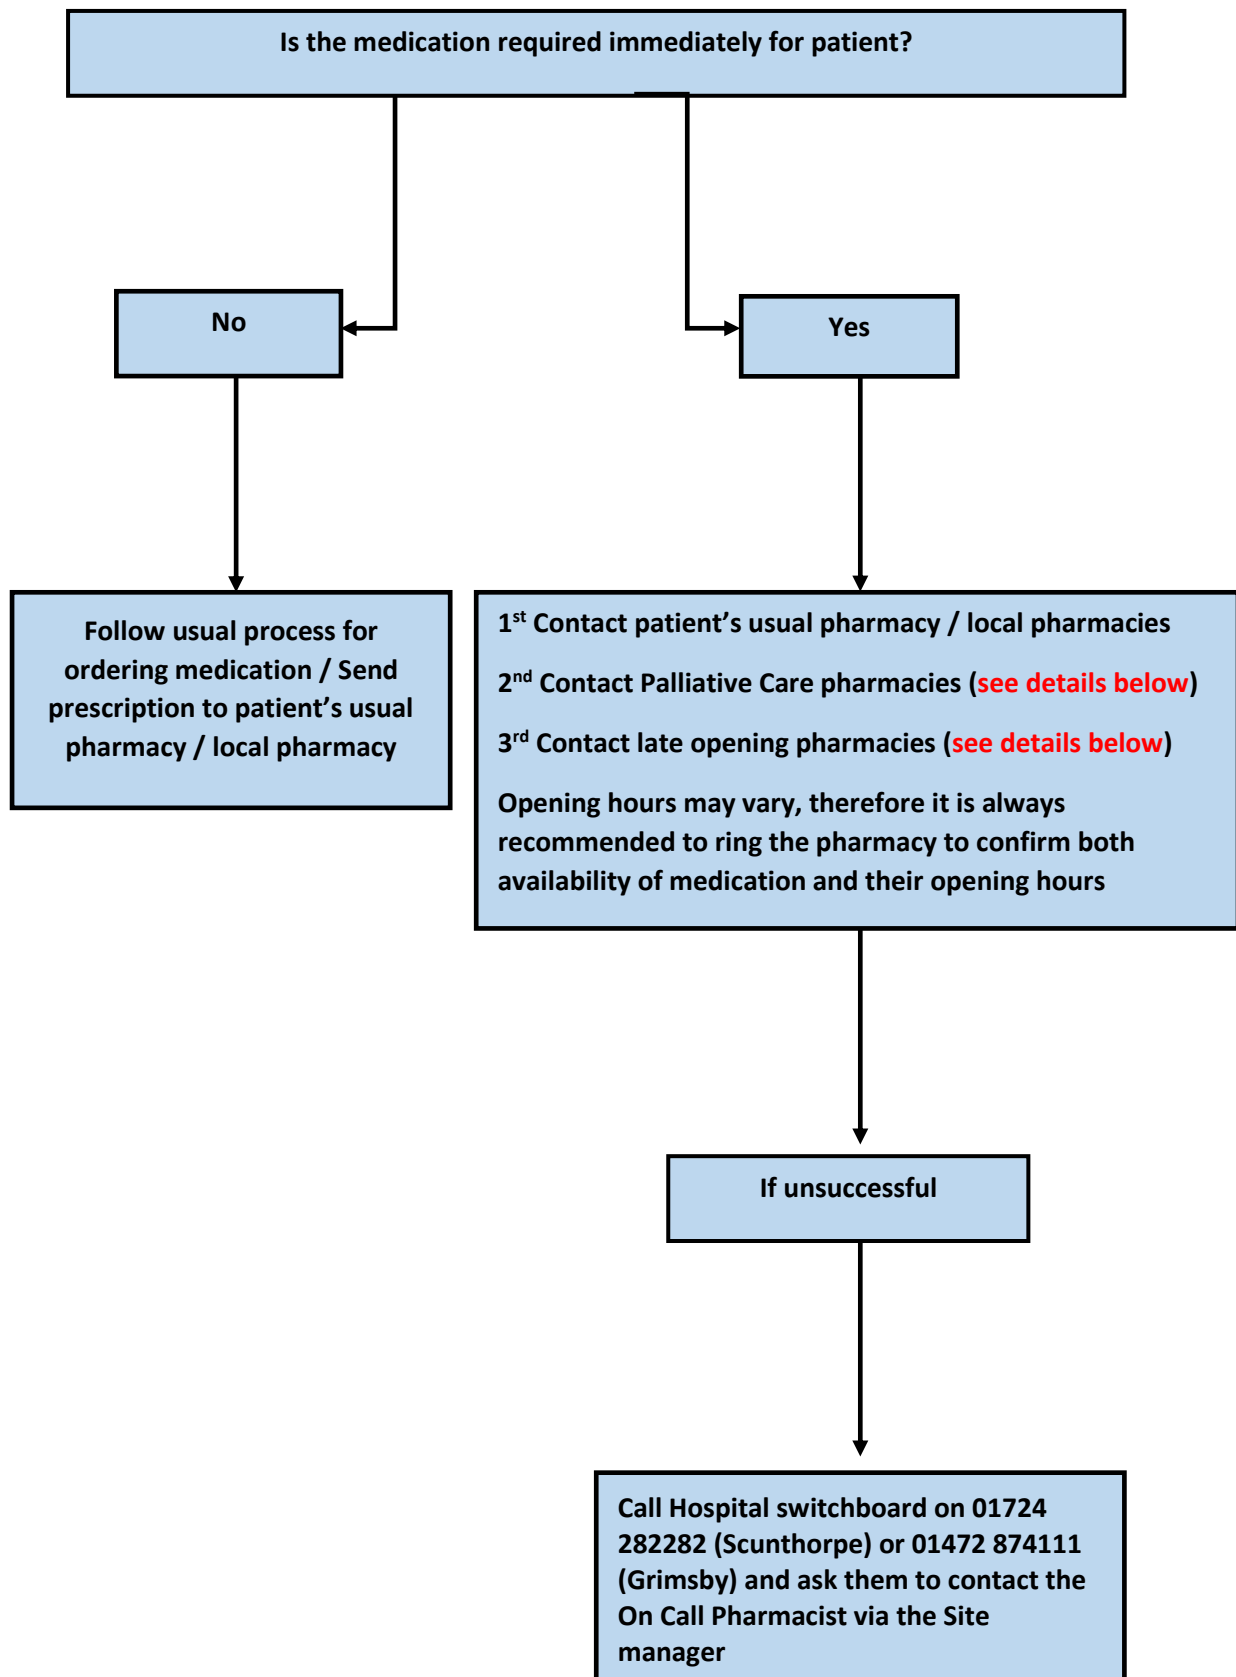 Is the medication required immediately for patient?
No
Yes
Follow usual process for
ordering medication / Send
prescription to patient's usual
pharmacy / local pharmacy
1st Contact patient's usual pharmacy / local pharmacies
2nd Contact Palliative Care pharmacies (see details below)
3rd Contact late opening pharmacies (see details below)
Opening hours may vary, therefore it is always
recommended to ring the pharmacy to confirm both
availability of medication and their opening hours
If unsuccessful
Call Hospital switchboard on 01724
282282 (Scunthorpe) or 01472 874111
(Grimsby) and ask them to contact the
On Call Pharmacist via the Site
manager